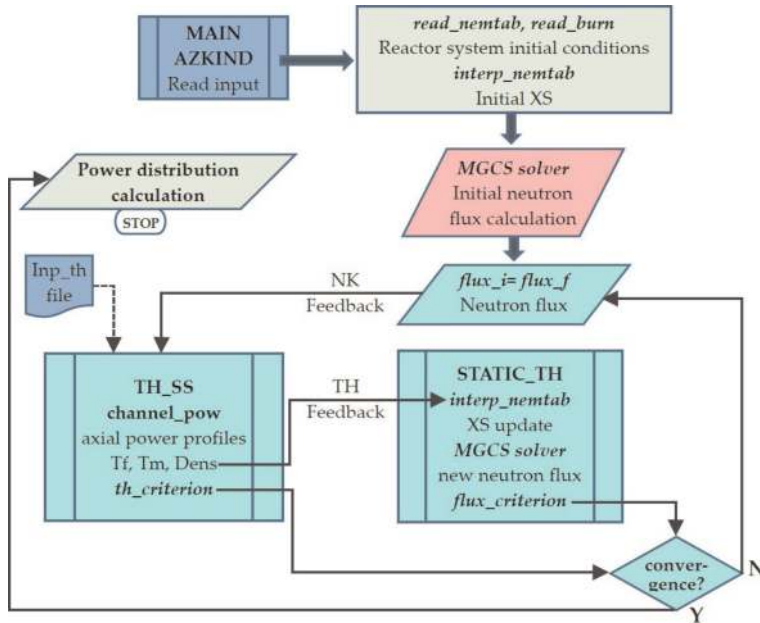 MAIN
AZKIND
Read input
read_nemtab, read_burn
Reactor system initial conditions
interp_nemtab
Initial XS
Power distribution
calculation
STOP
MGCS solver
Initial neutron
flux calculation
Inp_th
file
NK
Feedback
flux_i= flux_f
Neutron flux
TH_SS
channel_pow
axial power profiles
Tf, Tm, Dens
th_criterion
TH
Feedback
STATIC_TH
interp_nemtab
XS update
MGCS solver
new neutron flux
flux_criterion
conver-
gence?
N
Y